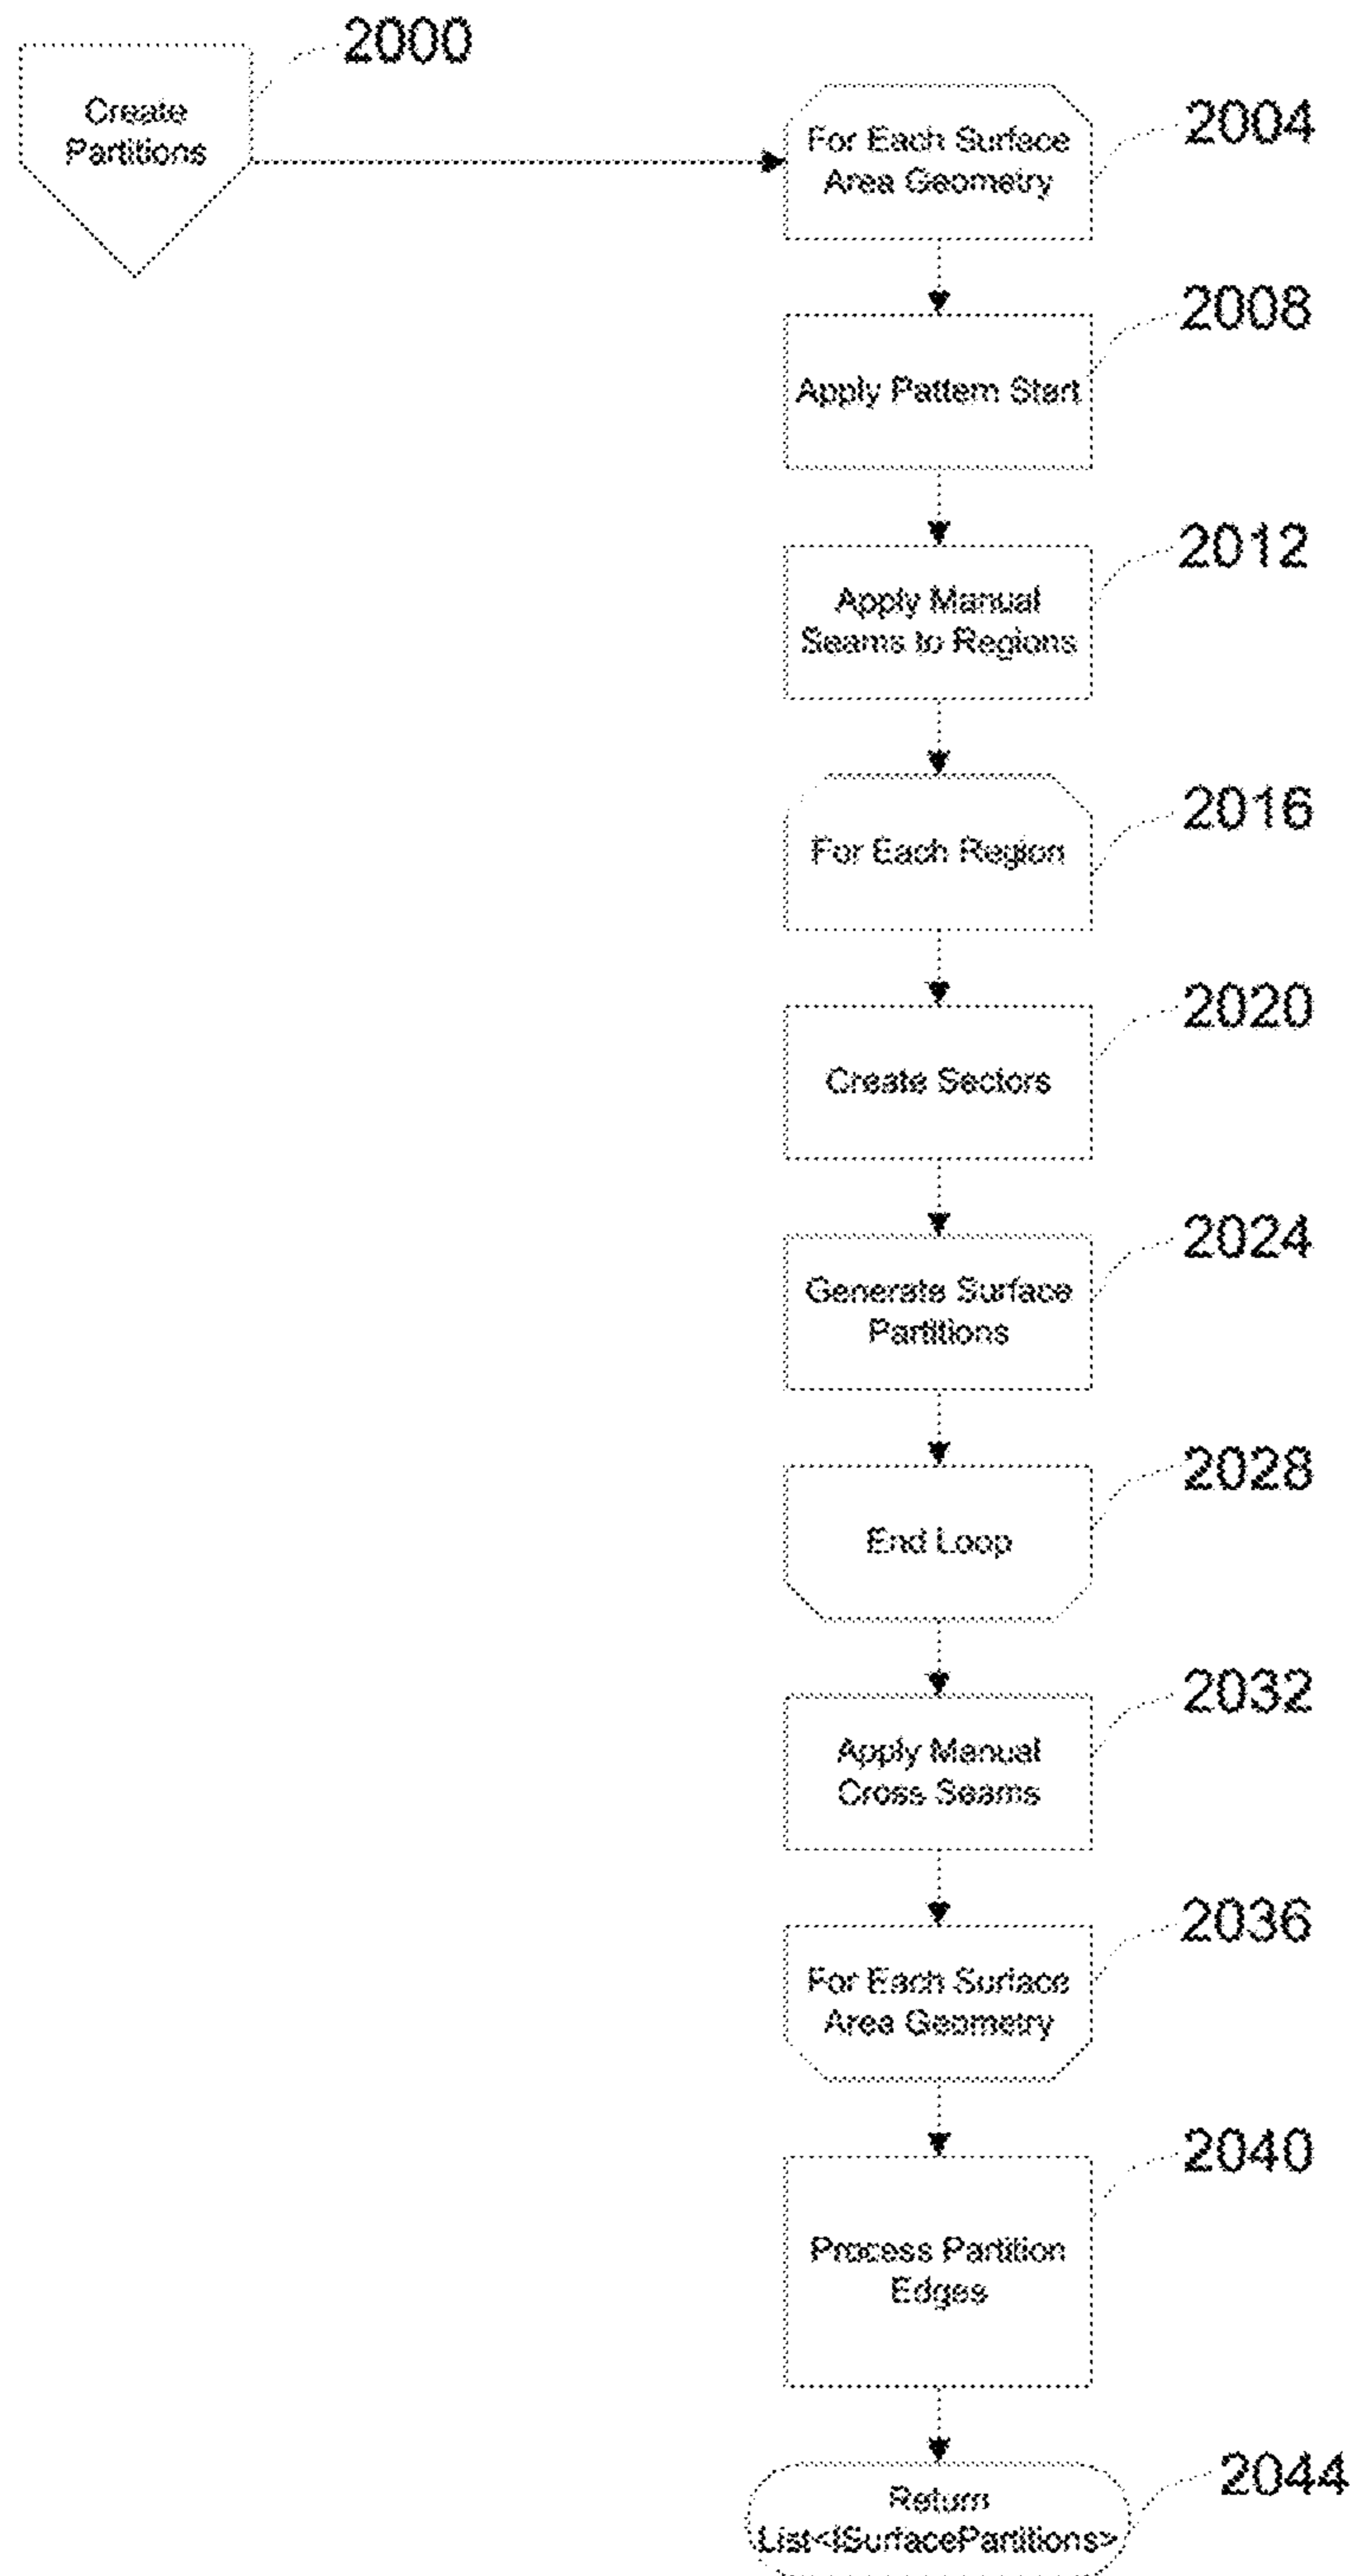 2000
Create
Partitions
For Each Surface
Area Geometry
2004
Apply Pattern Start
2008
Apply Manual
Seams to Regions
2012
For Each Region
2016
Create Sectors
2020
Generate Surface
Partitions
2024
End Loop
2028
Apply Manual
Cross Seams
2032
For Each Surface
Area Geometry
2036
Process Partition
Edges
2040
Return
List<ISurfacePartitions>
2044